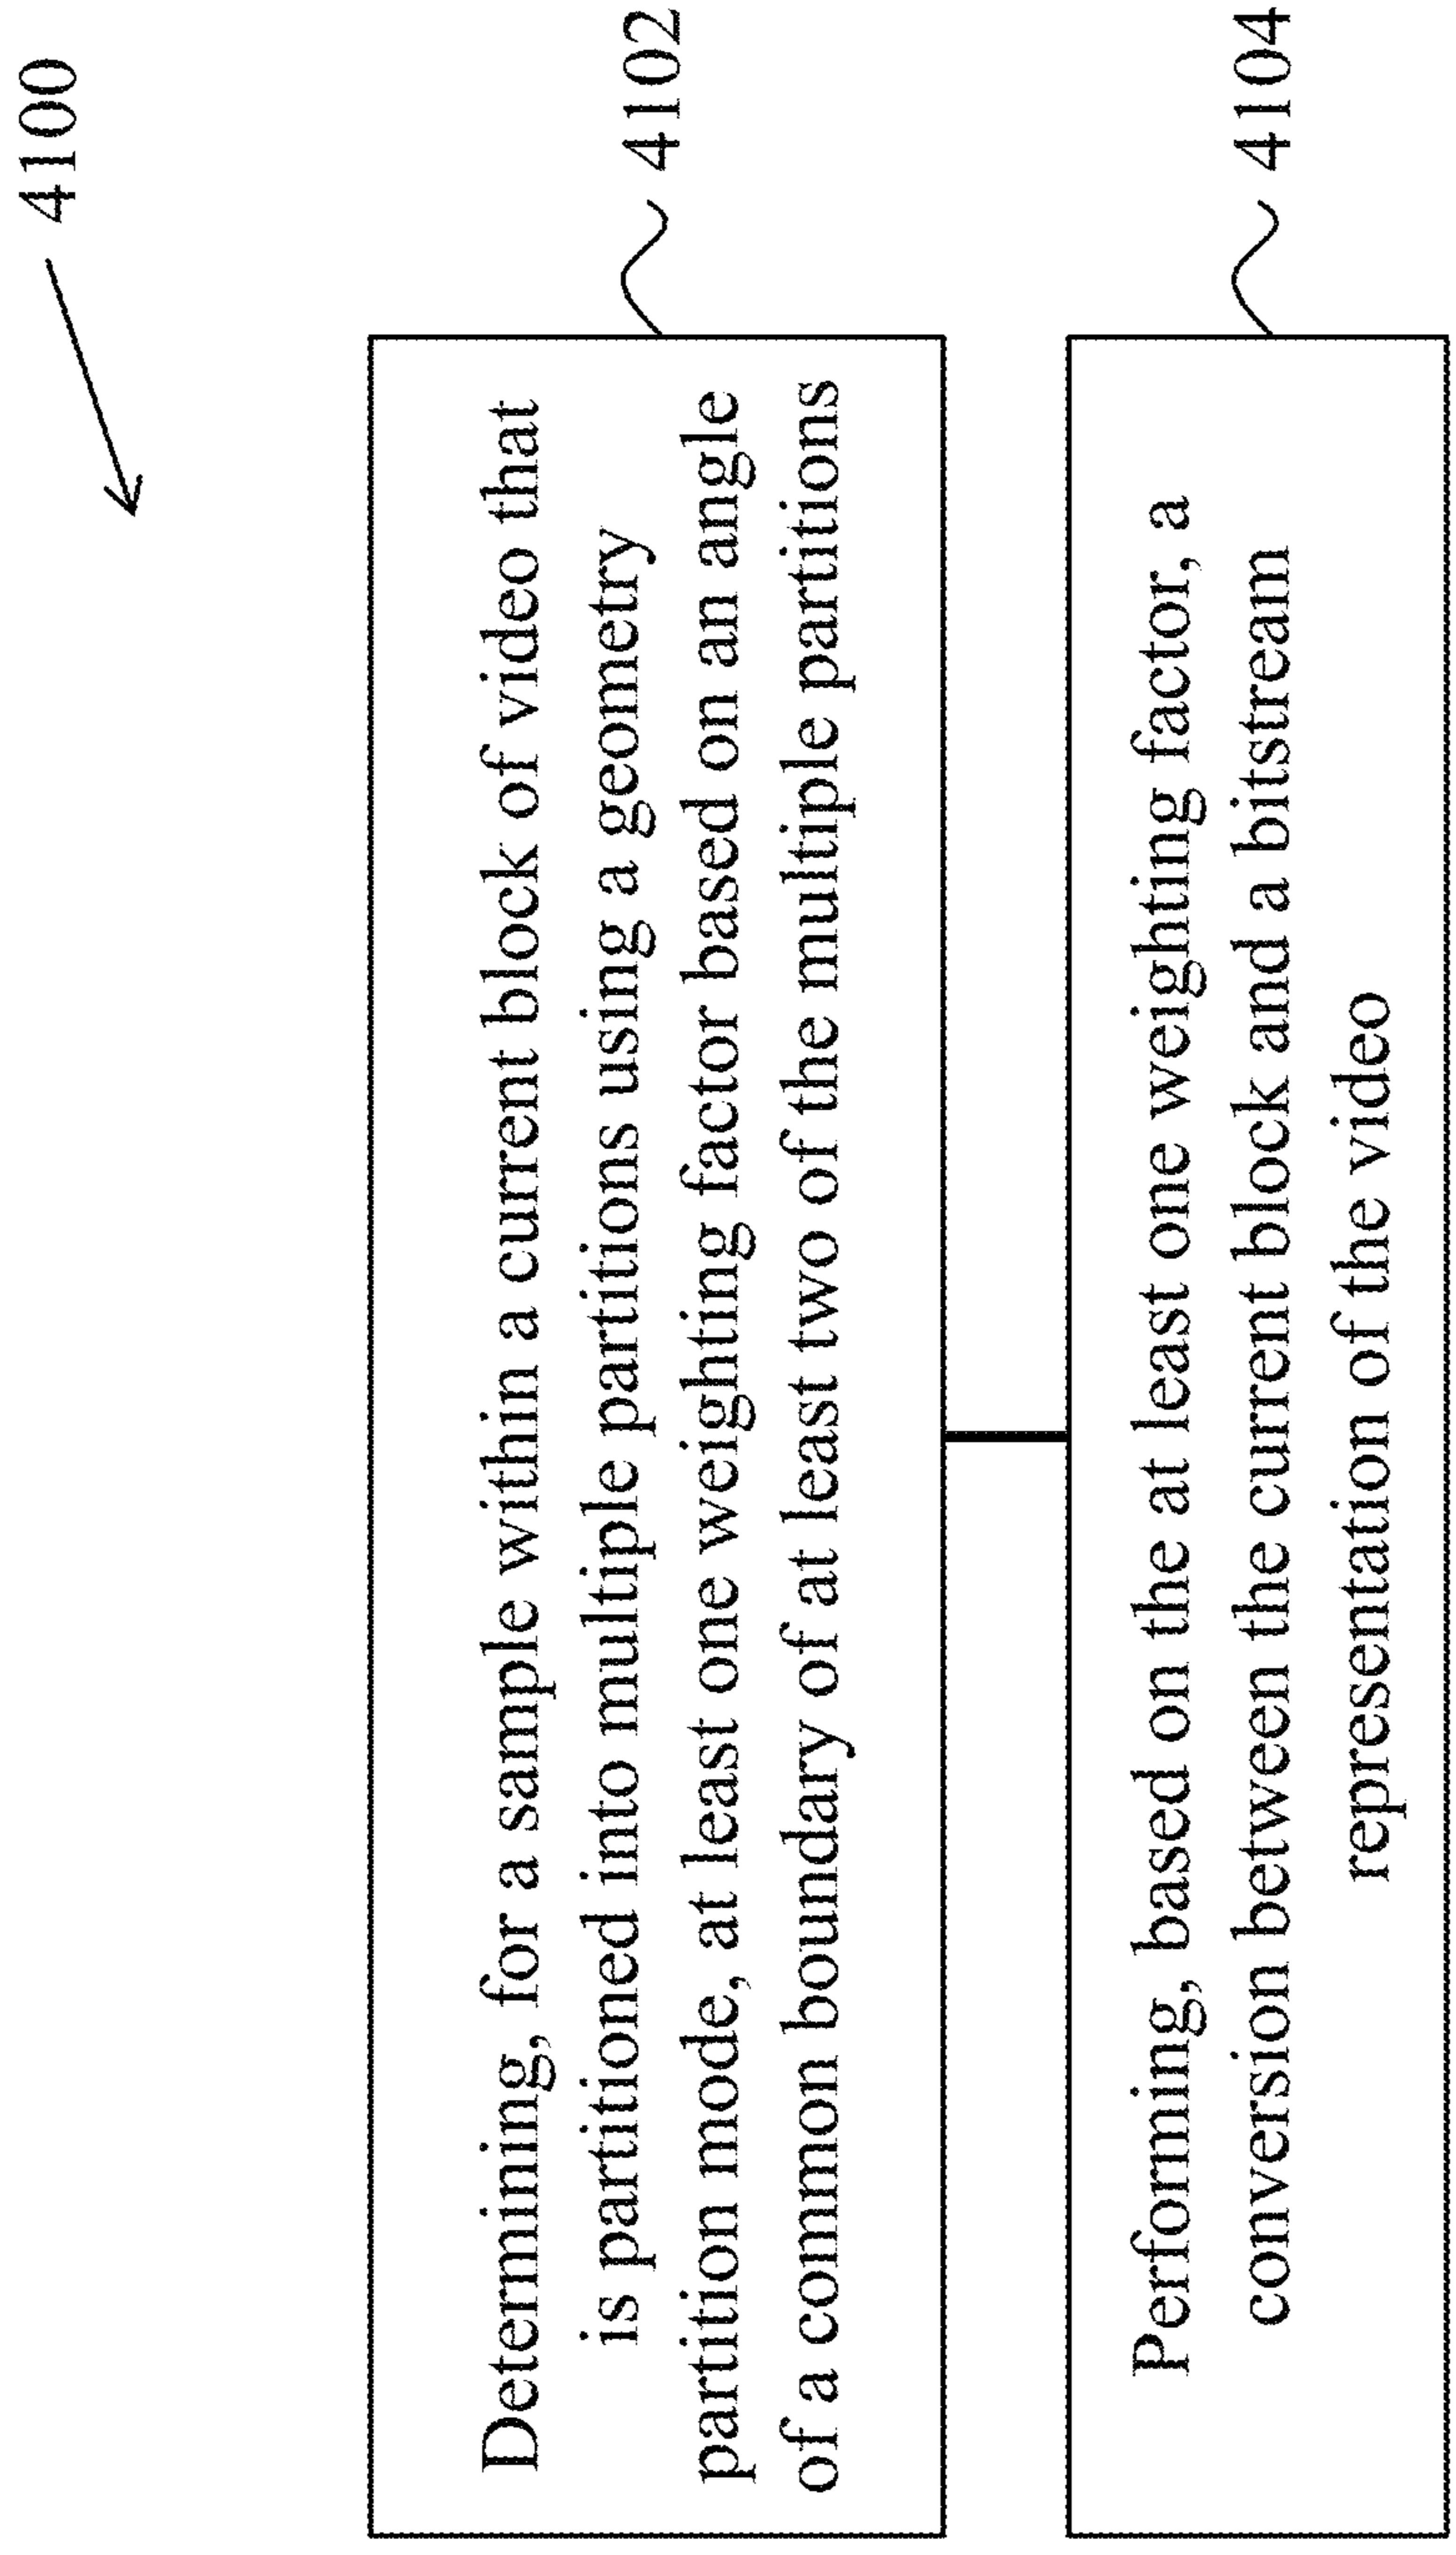 4100
Determining, for a sample within a current block of video that
is partitioned into multiple partitions using a geometry
partition mode, at least one weighting factor based on an angle
of a common boundary of at least two of the multiple partitions
4102
Performing, based on the at least one weighting factor, a
conversion between the current block and a bitstream
representation of the video
4104